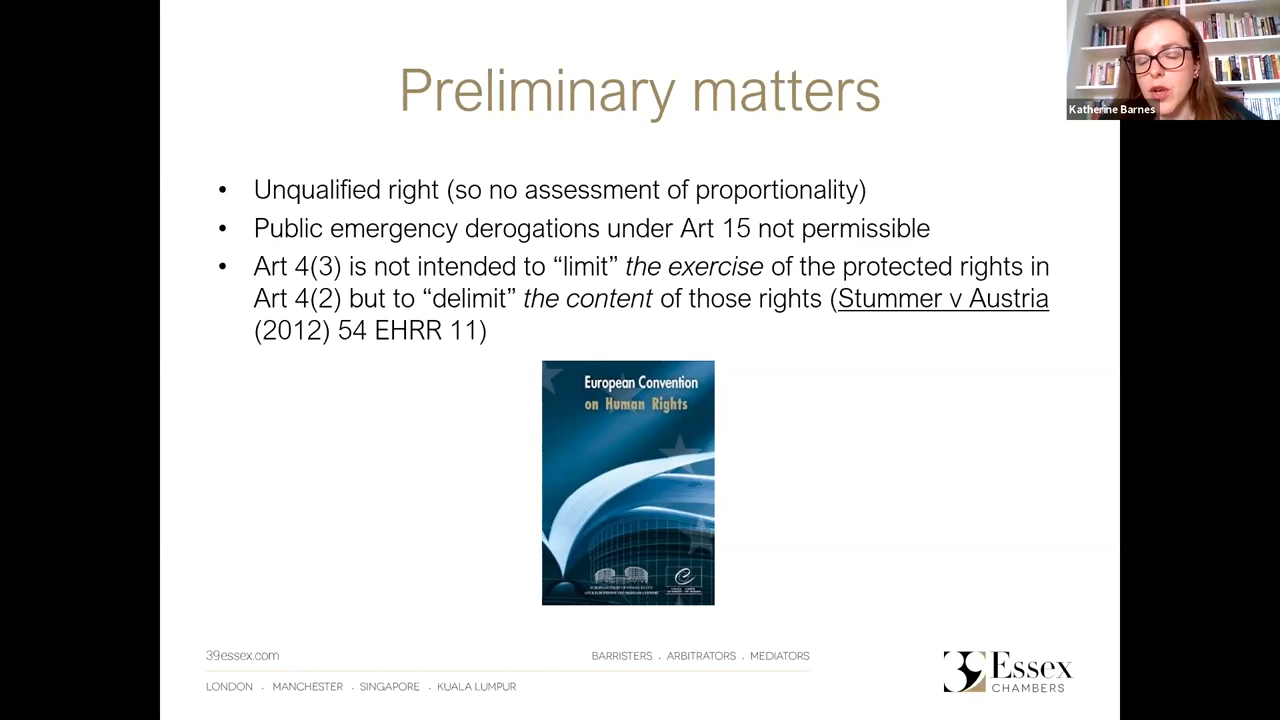 Preliminary matters
Katherine Barnes
• Unqualified right (so no assessment of proportionality)
• Public emergency derogations under Art 15 not permissible
• Art 4(3) is not intended to “limit” the exercise of the protected rights in
Art 4(2) but to “delimit” the content of those rights (Stummer v Austria
(2012) 54 EHRR 11)
European Convention
on Human Rights
39essex.com
BARRISTERS . ARBITRATORS . MEDIATORS
LONDON . MANCHESTER . SINGAPORE . KUALA LUMPUR
39 Essex
CHAMBERS